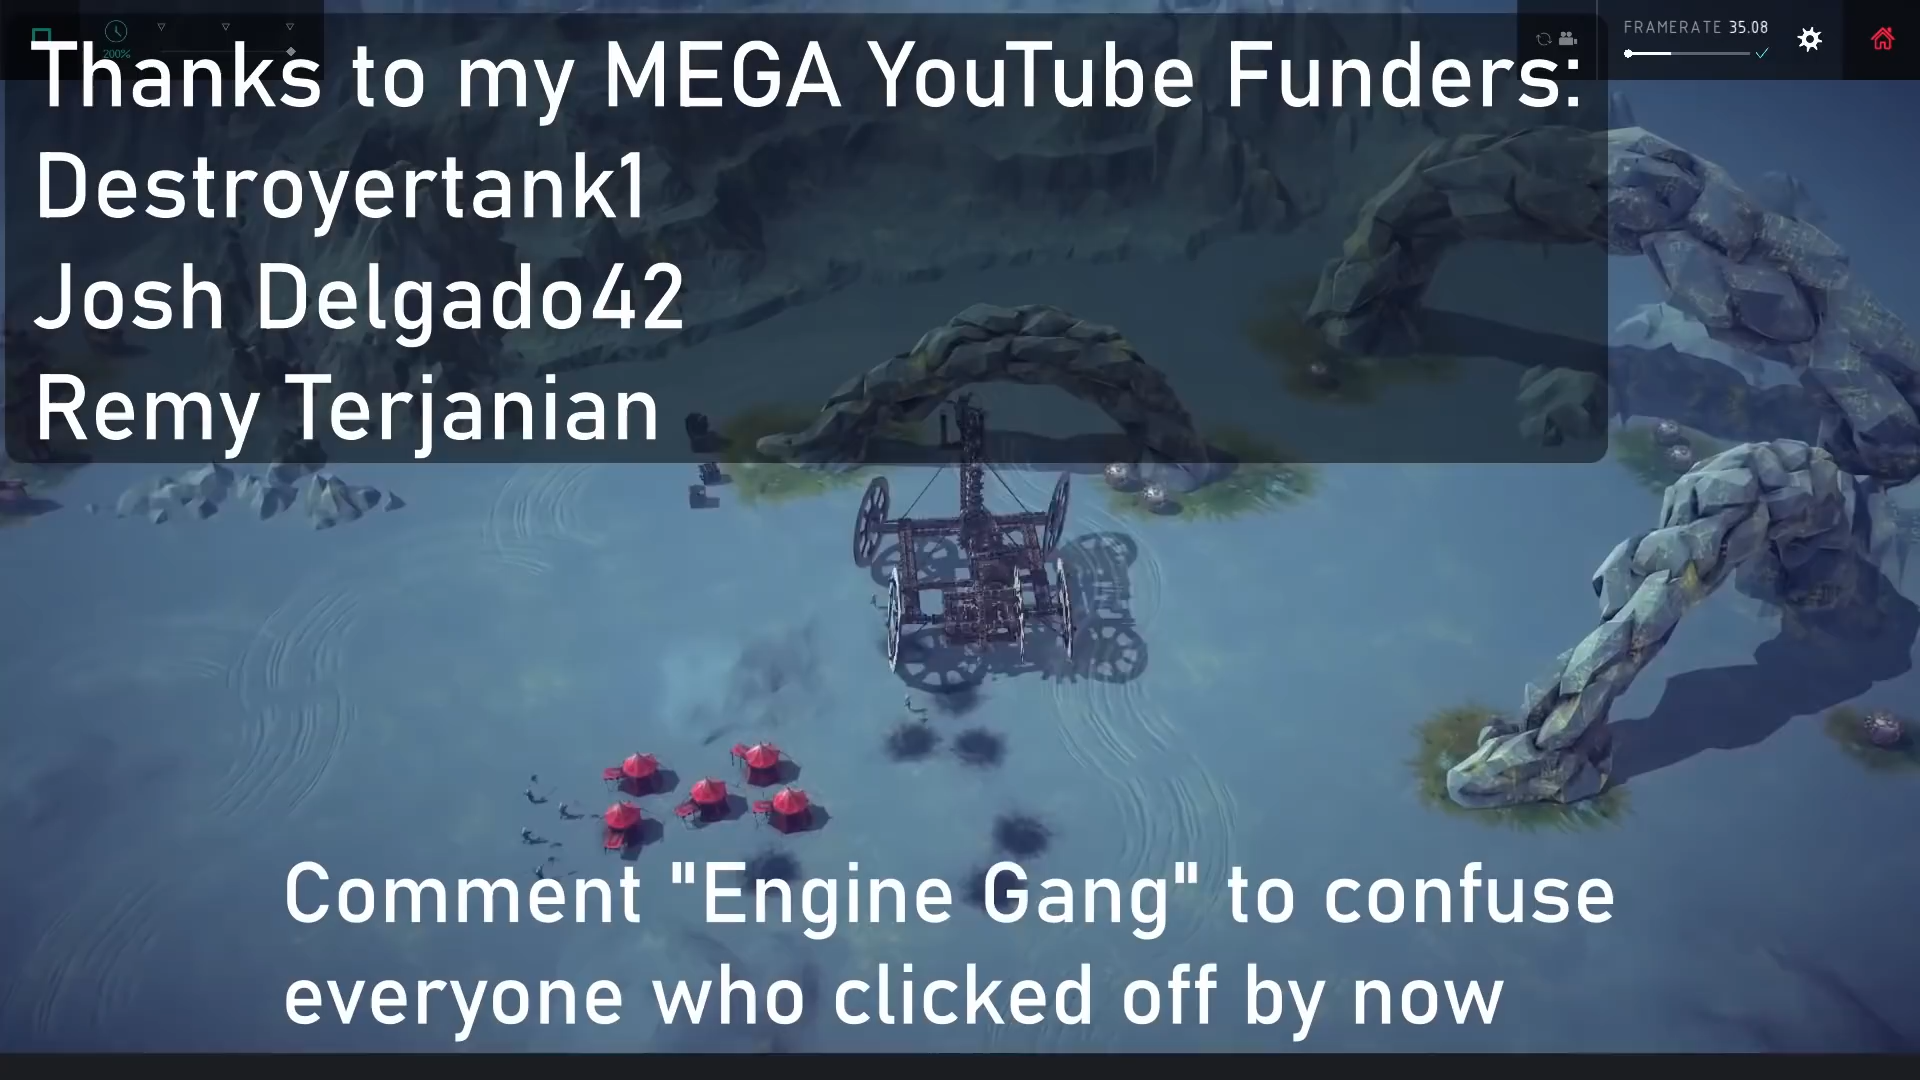 200%
FRAMERATE 35.08
Thanks to my MEGA YouTube Funders:
Destroyertank1
Josh Delgado42
Remy Terjanian
Comment "Engine Gang" to confuse
everyone who clicked off by now